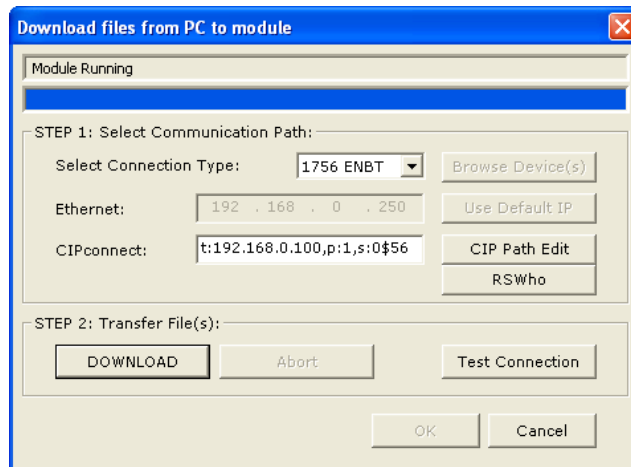 Download files from PC to module
Module Running
STEP 1: Select Communication Path:
Select Connection Type: 1756 ENBT Browse Device(s)
Ethernet: 192 . 168 . 0 . 250 Use Default IP
CIPconnect: t:192.168.0.100,p:1,s:0$56 CIP Path Edit
RSWho
STEP 2: Transfer File(s):
DOWNLOAD Abort Test Connection
OK Cancel